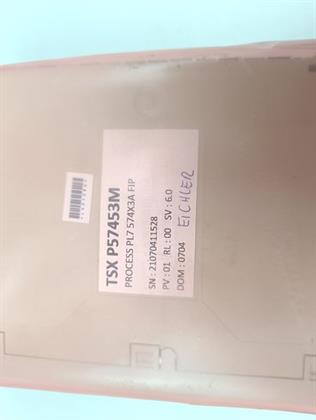 TSX P57453M
PROCESS PL7 574X3A FIP
SN : 21070411528
PV : 01 RL : 00 SV : 6.0
DOM : 0704
EICHLER